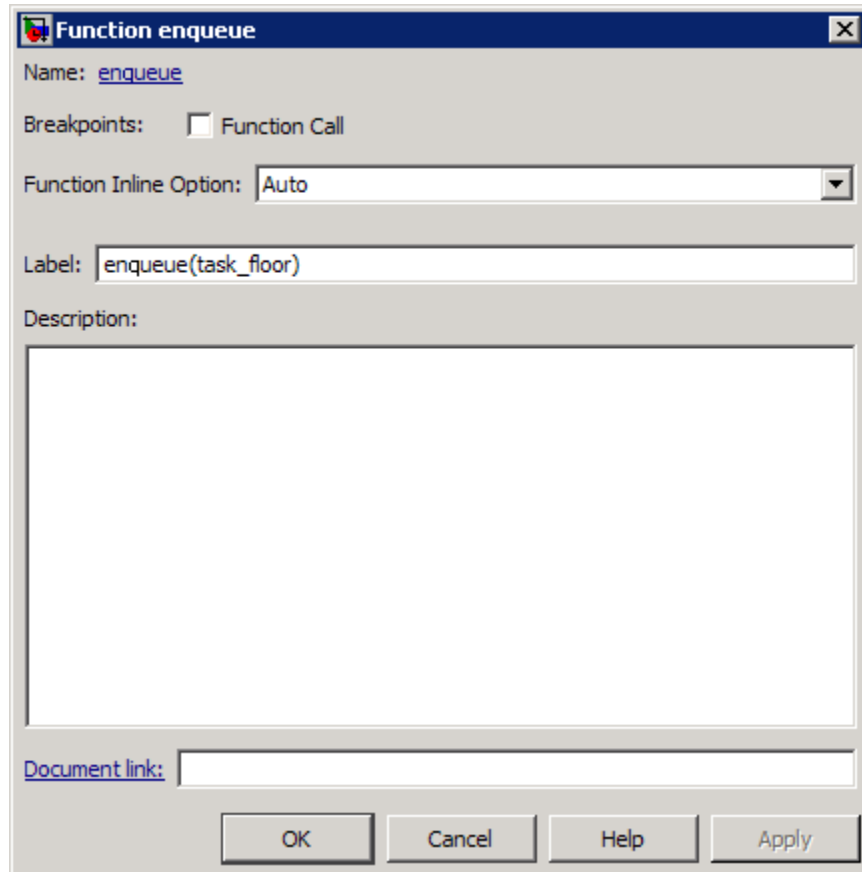 Function enqueue
Name: enqueue
Breakpoints: Function Call
Function Inline Option: Auto
Label: enqueue(task_floor)
Description:
Document link:
OK Cancel Help Apply